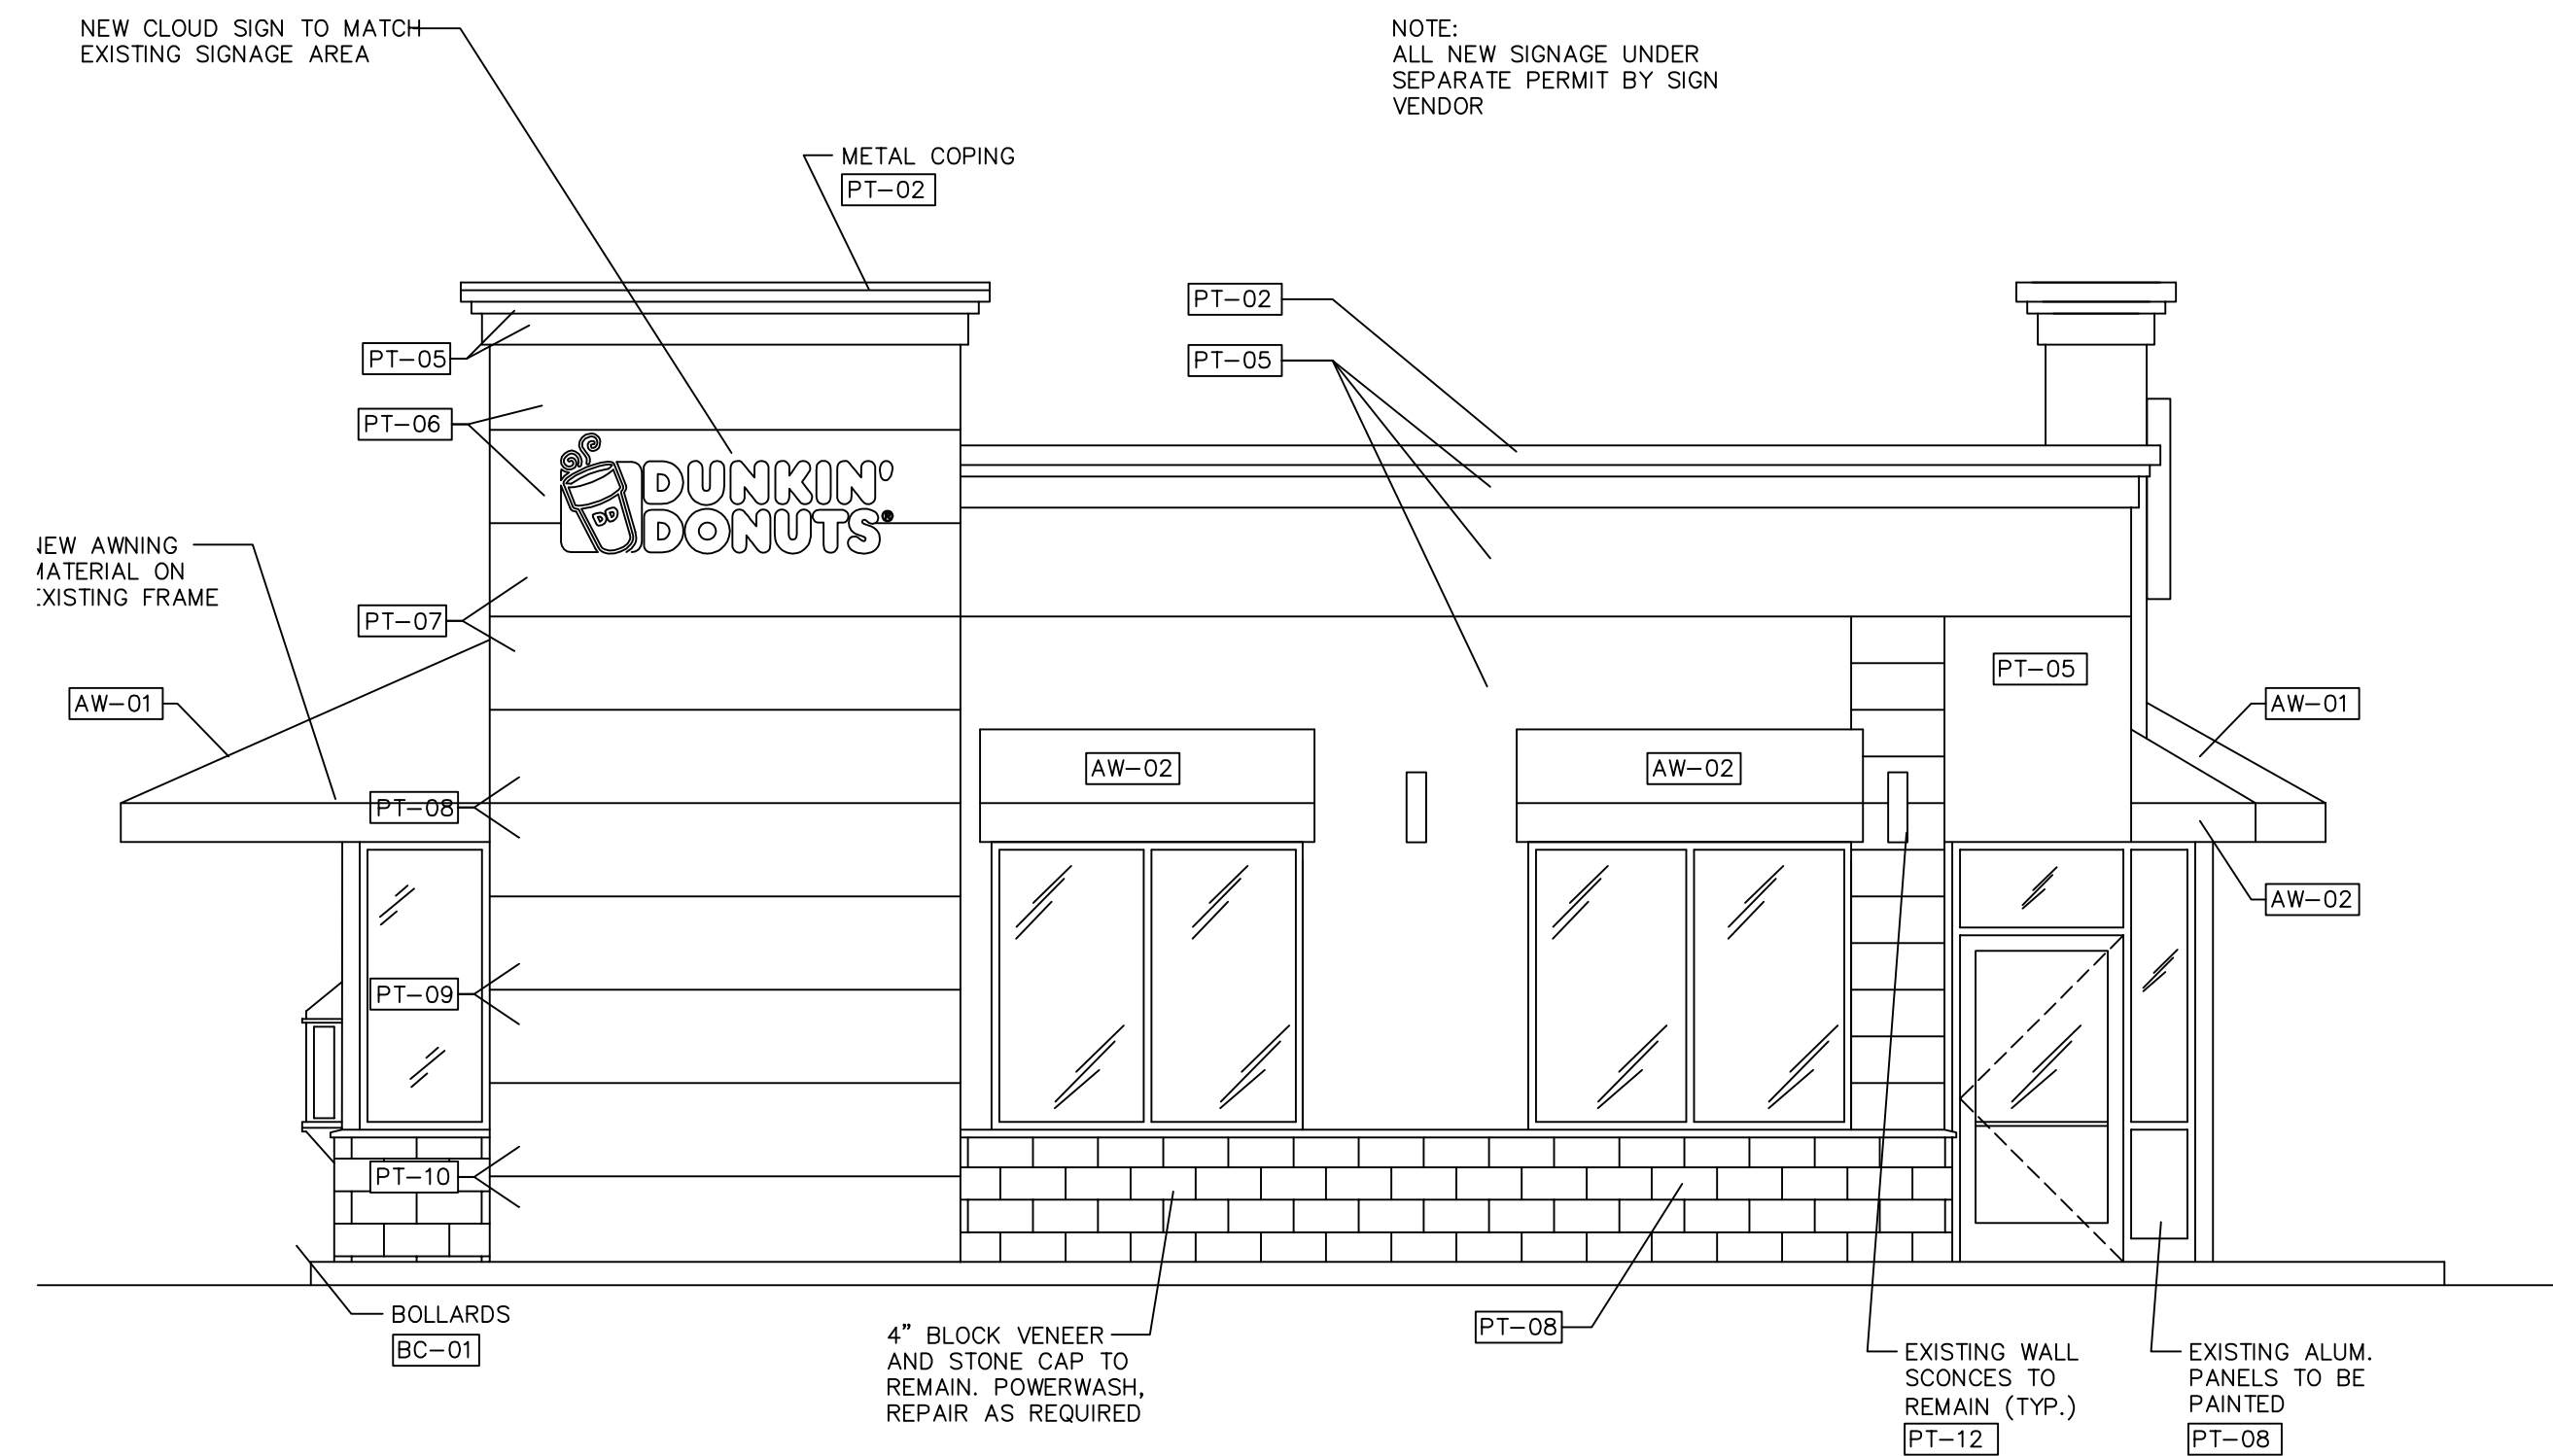 NEW CLOUD SIGN TO MATCH
EXISTING SIGNAGE AREA
NOTE:
ALL NEW SIGNAGE UNDER
SEPARATE PERMIT BY SIGN
VENDOR
METAL COPING
PT-02
PT-02
PT-05
PT-05
PT-06
DUNKIN'
DONUTS®
DD
NEW AWNING
MATERIAL ON
EXISTING FRAME
PT-07
PT-05
AW-01
AW-01
AW-02
AW-02
PT-08
AW-02
PT-09
PT-10
BOLLARDS
BC-01
4" BLOCK VENEER
AND STONE CAP TO
REMAIN. POWERWASH,
REPAIR AS REQUIRED
PT-08
EXISTING WALL
SCONCES TO
REMAIN (TYP.)
PT-12
EXISTING ALUM.
PANELS TO BE
PAINTED
PT-08